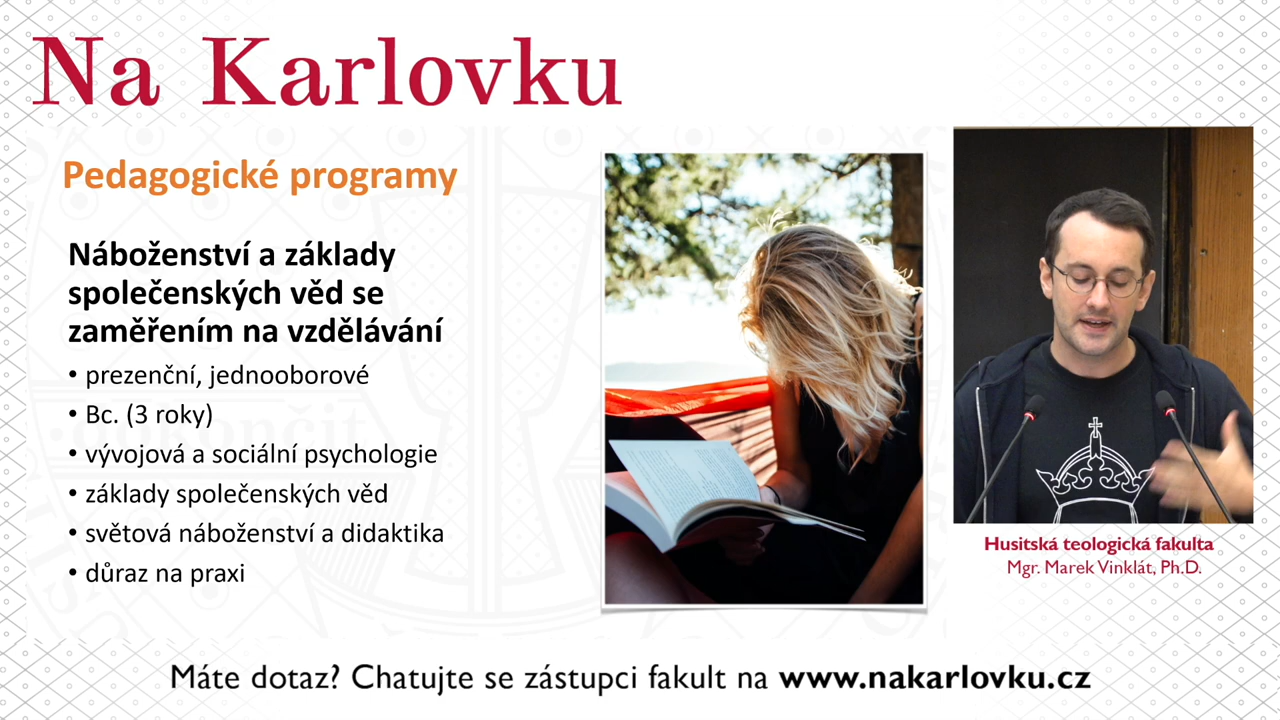 Na Karlovku
Pedagogické programy
Náboženství a základy
společenských věd se
zaměřením na vzdělávání
• prezenční, jednooborové
• Bc. (3 roky)
• vývojová a sociální psychologie
• základy společenských věd
• světová náboženství a didaktika
• důraz na praxi
Husitská teologická fakulta
Mgr. Marek Vinklát, Ph.D.
Máte dotaz? Chatujte se zástupci fakult na www.nakarlovku.cz